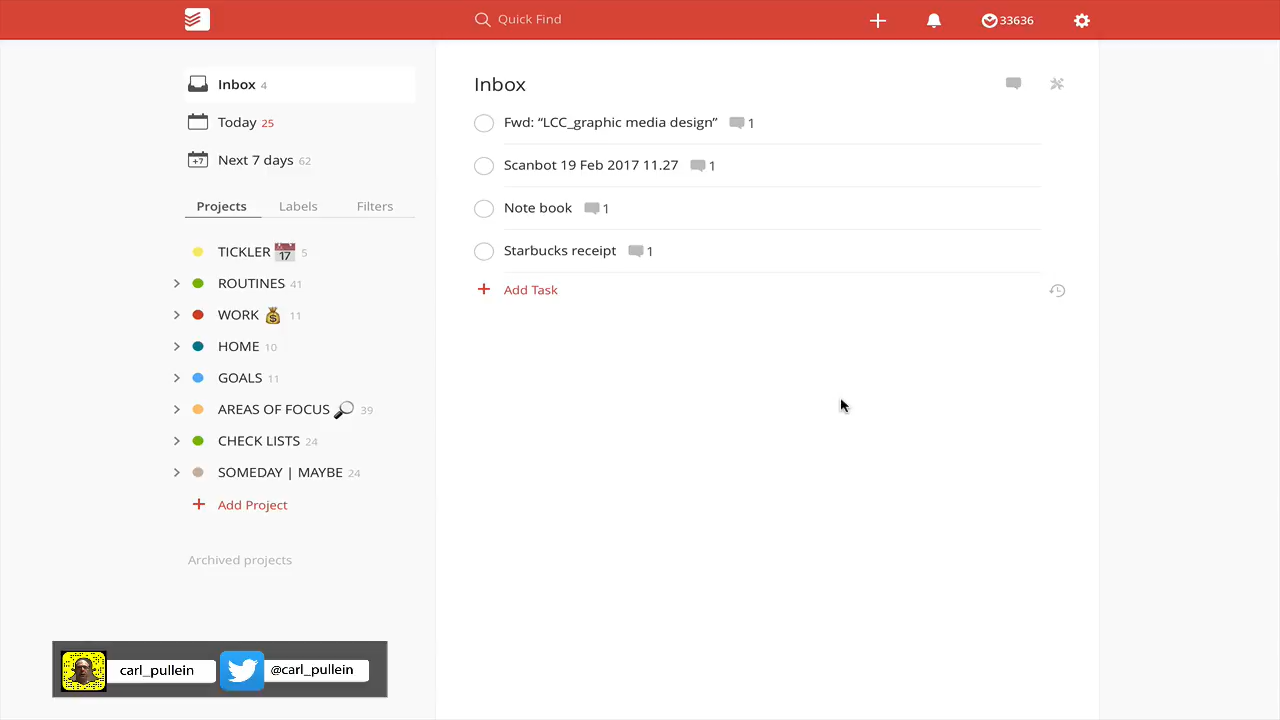 Quick Find
33636
Inbox 4
Today 25
+7 Next 7 days 62
Projects Labels Filters
TICKLER 17 5
ROUTINES 41
WORK 11
HOME 10
GOALS 11
AREAS OF FOCUS 39
CHECK LISTS 24
SOMEDAY | MAYBE 24
+ Add Project
Archived projects
Inbox
Fwd: “LCC_graphic media design” 1
Scanbot 19 Feb 2017 11.27 1
Note book 1
Starbucks receipt 1
+ Add Task
carl_pullein @carl_pullein